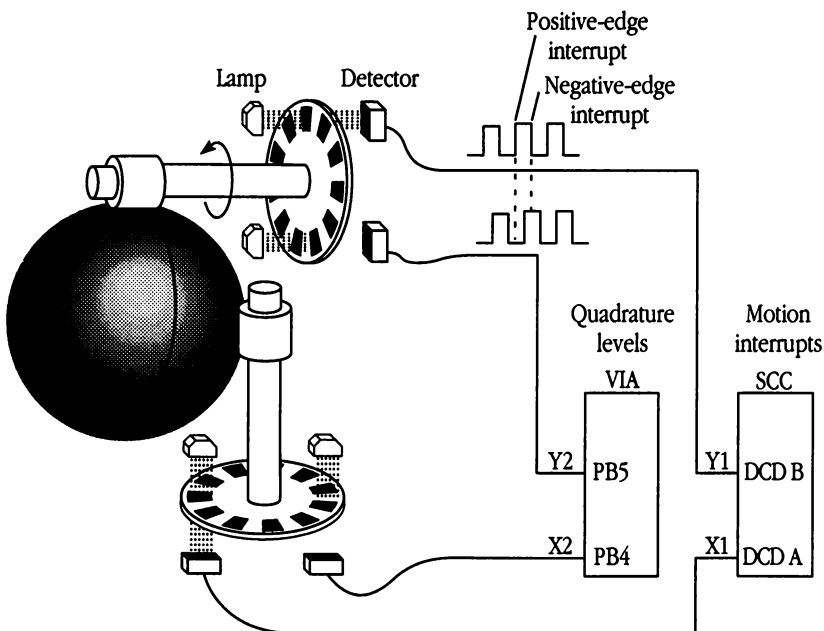 Positive-edge
interrupt
Lamp
Detector
Negative-edge
interrupt
Quadrature
levels
Motion
interrupts
VIA
SCC
Y2
PB5
Y1
DCD B
X2
PB4
X1
DCD A